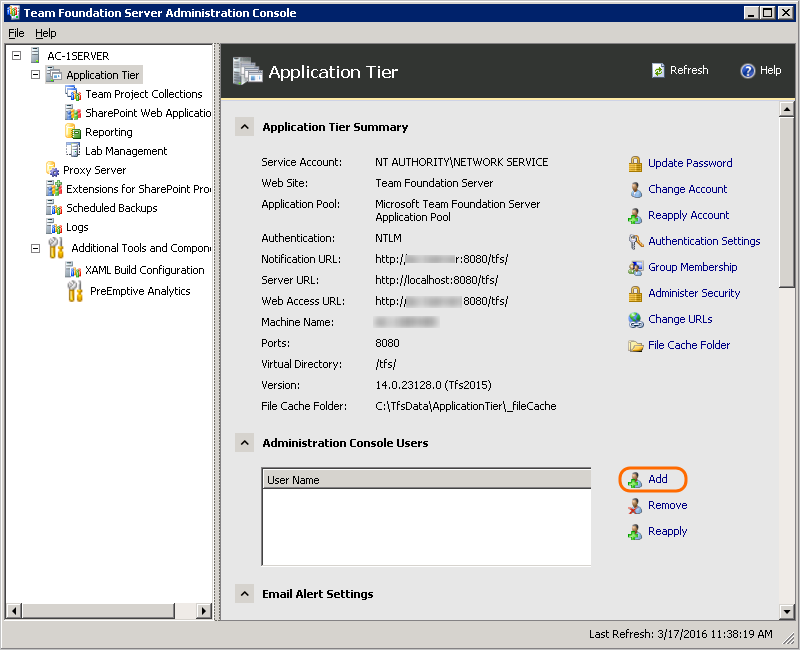 Team Foundation Server Administration Console
File Help
AC-1SERVER
Application Tier
Team Project Collections
SharePoint Web Applicatio
Reporting
Lab Management
Proxy Server
Extensions for SharePoint Pro
Scheduled Backups
Logs
Additional Tools and Compon
XAML Build Configuration
PreEmptive Analytics
Application Tier
Refresh
Help
Application Tier Summary
Service Account: NT AUTHORITY\NETWORK SERVICE
Web Site: Team Foundation Server
Application Pool: Microsoft Team Foundation Server
Application Pool
Authentication: NTLM
Notification URL: http:/ r:8080/tfs/
Server URL: http://localhost:8080/tfs/
Web Access URL: http:/ 8080/tfs/
Machine Name:
Ports: 8080
Virtual Directory: /tfs/
Version: 14.0.23128.0 (Tfs2015)
File Cache Folder: C:\TfsData\ApplicationTier\_fileCache
Update Password
Change Account
Reapply Account
Authentication Settings
Group Membership
Administer Security
Change URLs
File Cache Folder
Administration Console Users
User Name
Add
Remove
Reapply
Email Alert Settings
Last Refresh: 3/17/2016 11:38:19 AM